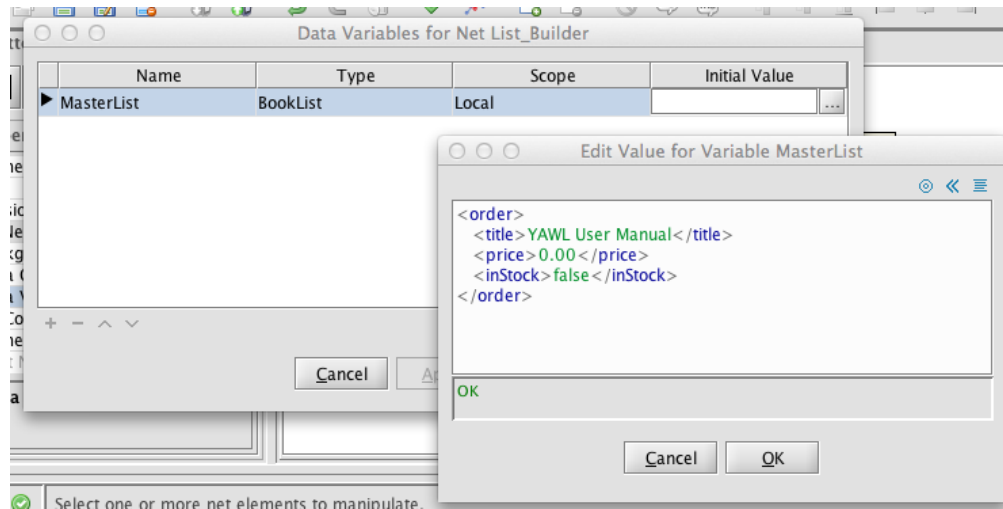 Data Variables for Net List_Builder
Name Type Scope Initial Value
MasterList BookList Local ...
Cancel
Edit Value for Variable MasterList
<order>
<title>YAWL User Manual</title>
<price>0.00</price>
<inStock>false</inStock>
</order>
OK
Cancel OK
Select one or more net elements to manipulate.